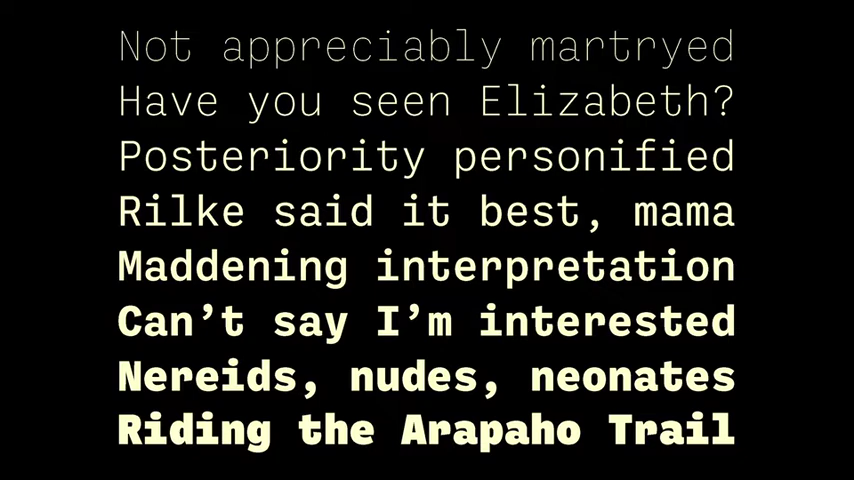 Not appreciably martryed
Have you seen Elizabeth?
Posteriority personified
Rilke said it best, mama
Maddening interpretation
Can’t say I’m interested
Nereids, nudes, neonates
Riding the Arapaho Trail